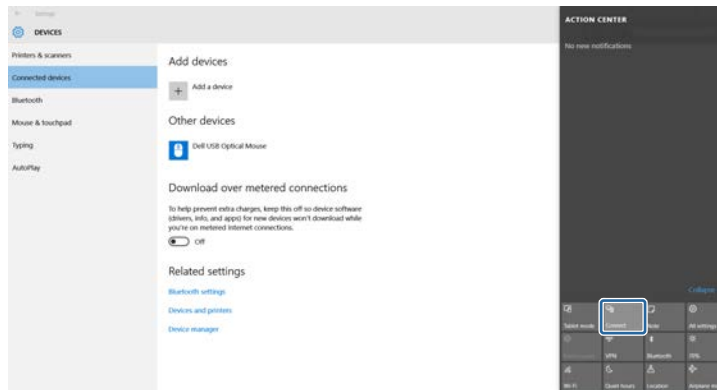 Settings
DEVICES
Printers & scanners
Connected devices
Bluetooth
Mouse & touchpad
Typing
AutoPlay
Add devices
Add a device
Other devices
Dell USB Optical Mouse
Download over metered connections
To help prevent extra charges, keep this off so device software
(drivers, info, and apps) for new devices won't download while
you're on metered Internet connections.
Off
Related settings
Bluetooth settings
Devices and printers
Device manager
ACTION CENTER
No new notifications
Collapse
Tablet mode
Connect
Note
All settings
VPN
Bluetooth
70%
Wi-Fi
Quiet hours
Location
Airplane m